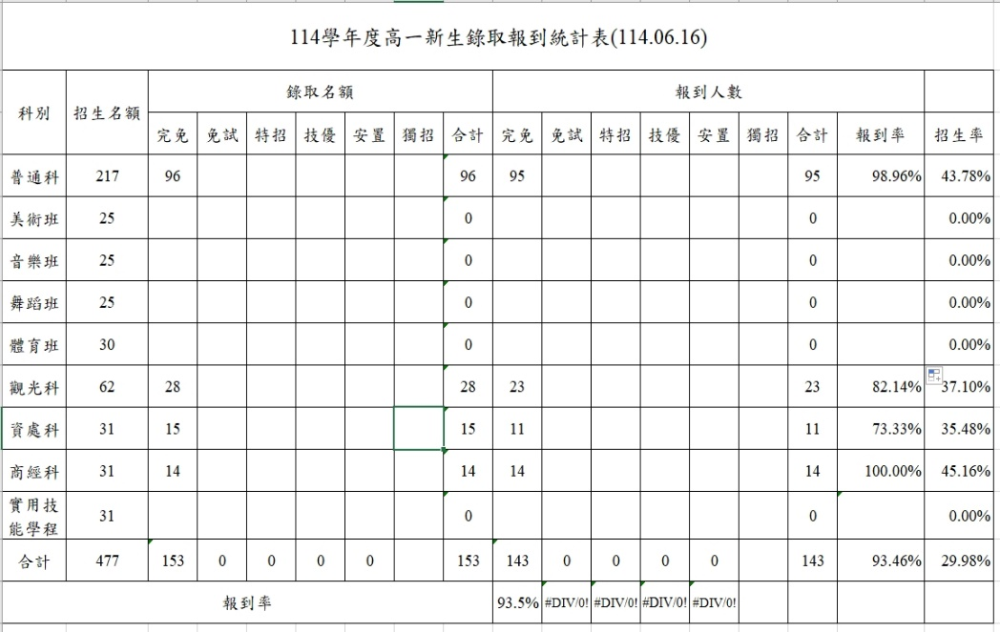 114學年度高一新生錄取報到統計表(114.06.16)
科別 招生名額 錄取名額 報到人數
完免 免試 特招 技優 安置 獨招 合計 完免 免試 特招 技優 安置 獨招 合計 報到率 招生率
普通科 217 96 96 95 95 98.96% 43.78%
美術班 25 0 0 0.00%
音樂班 25 0 0 0.00%
舞蹈班 25 0 0 0.00%
體育班 30 0 0 0.00%
觀光科 62 28 28 23 23 82.14% 37.10%
資處科 31 15 15 11 11 73.33% 35.48%
商經科 31 14 14 14 14 100.00% 45.16%
實用技
能學程 31 0 0 0.00%
合計 477 153 0 0 0 0 153 143 0 0 0 0 143 93.46% 29.98%
報到率 93.5% #DIV/0! #DIV/0! #DIV/0! #DIV/0!